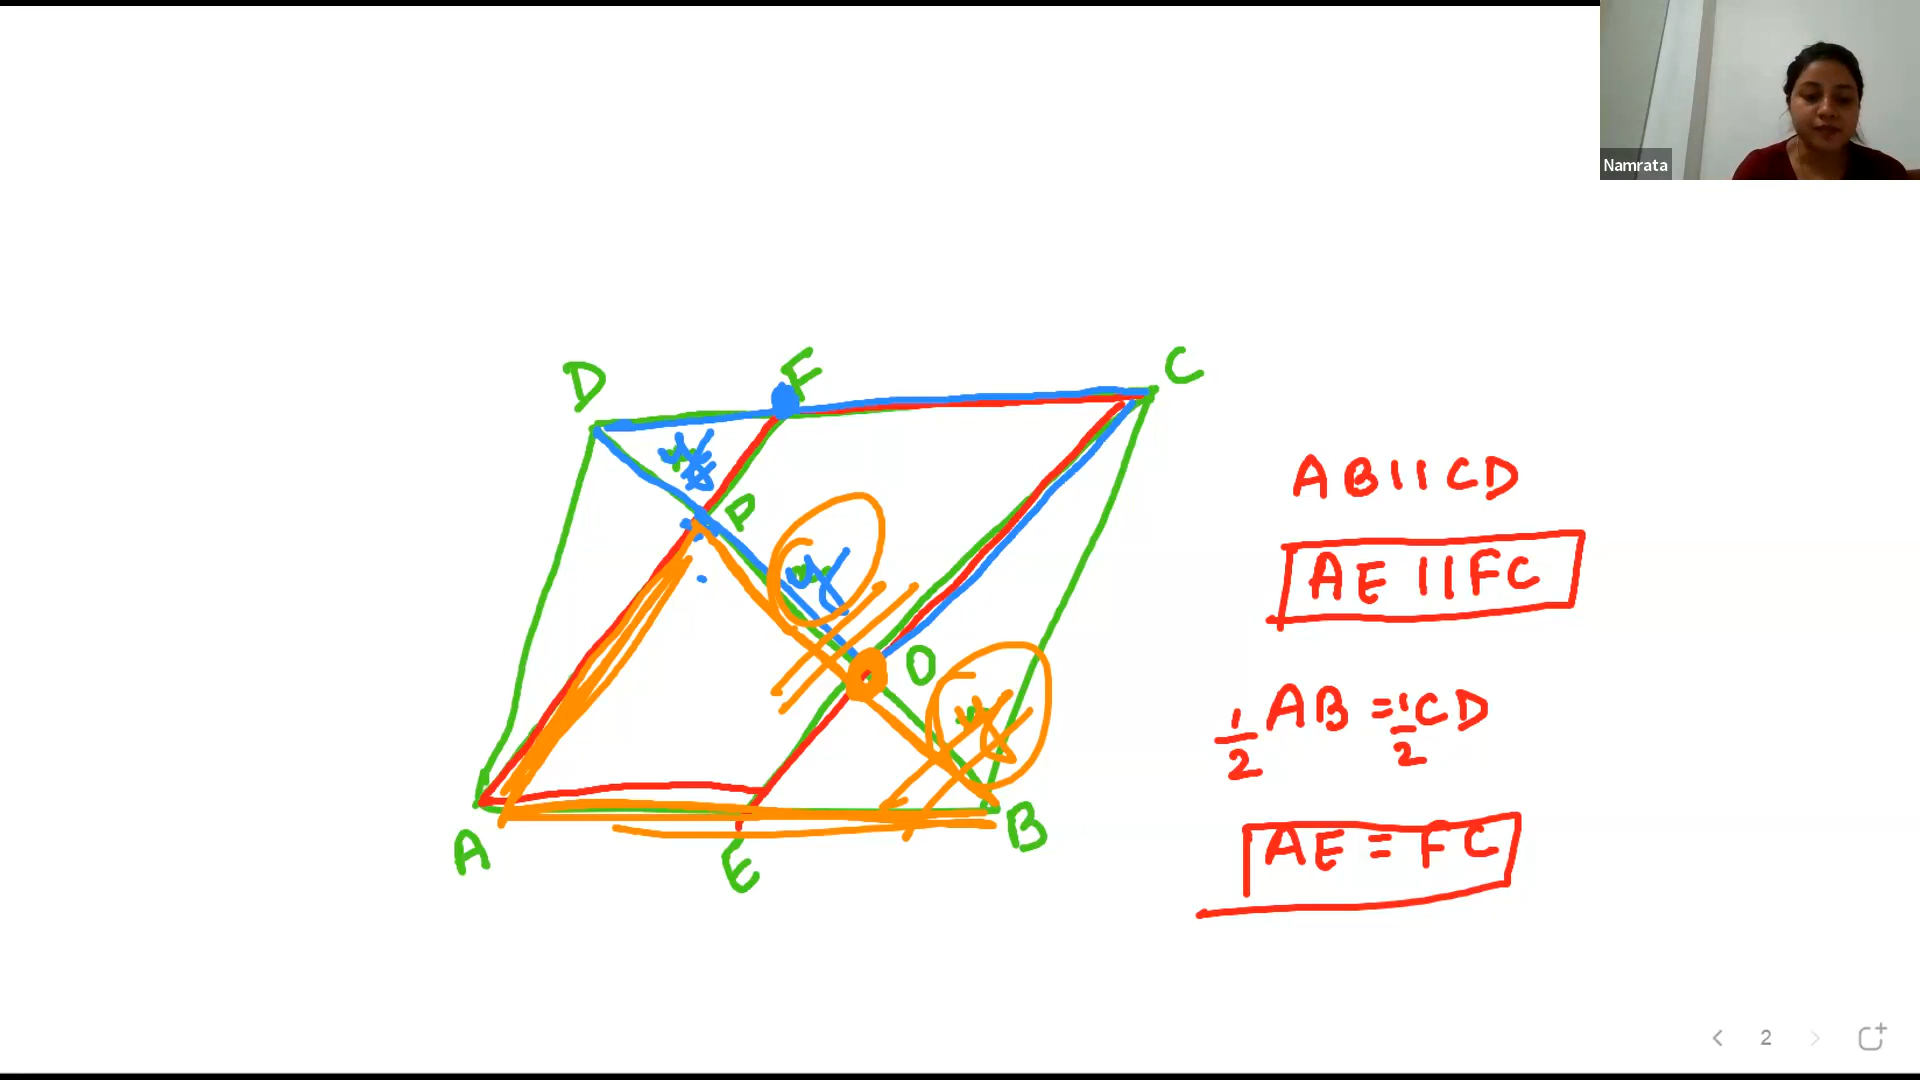 Namrata
D F C
P
O
A E B
AB || CD
AE || FC
1/2 AB = 1/2 CD
AE = FC
2